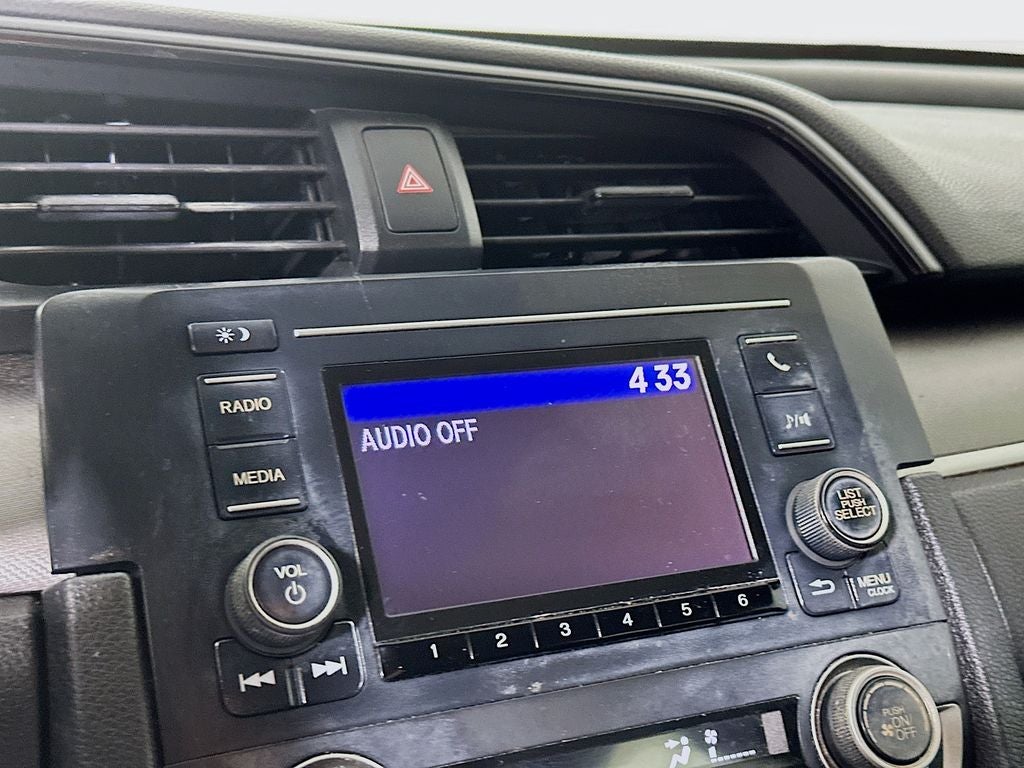 4 33
AUDIO OFF
RADIO
MEDIA
VOL
LIST
PUSH
SELECT
MENU
CLOCK
1 2 3 4 5 6
PUSH
ON/
OFF